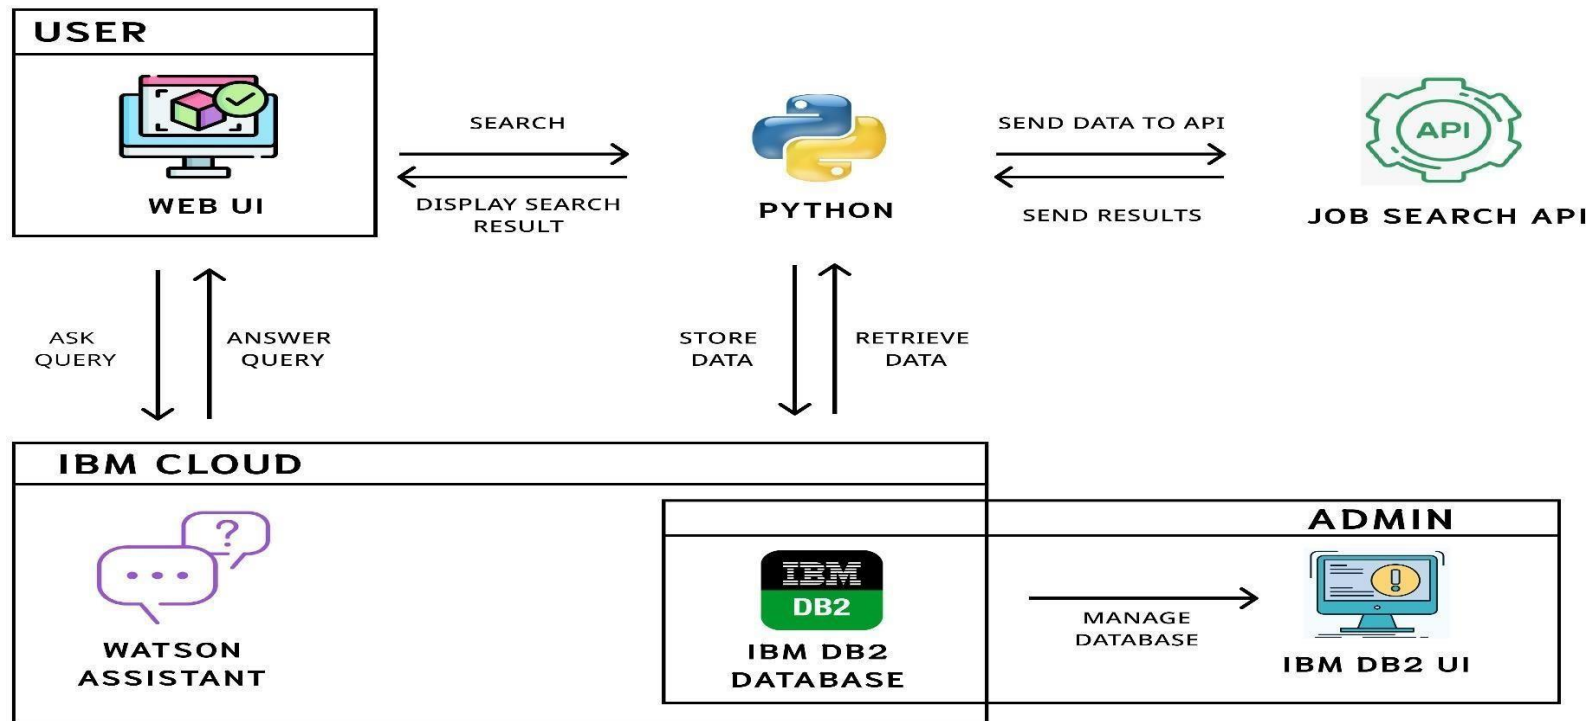 USER
WEB UI
SEARCH
DISPLAY SEARCH
RESULT
PYTHON
SEND DATA TO API
SEND RESULTS
API
JOB SEARCH API
ASK
QUERY
ANSWER
QUERY
STORE
DATA
RETRIEVE
DATA
IBM CLOUD
?
WATSON
ASSISTANT
ADMIN
IBM
DB2
IBM DB2
DATABASE
MANAGE
DATABASE
!
IBM DB2 UI